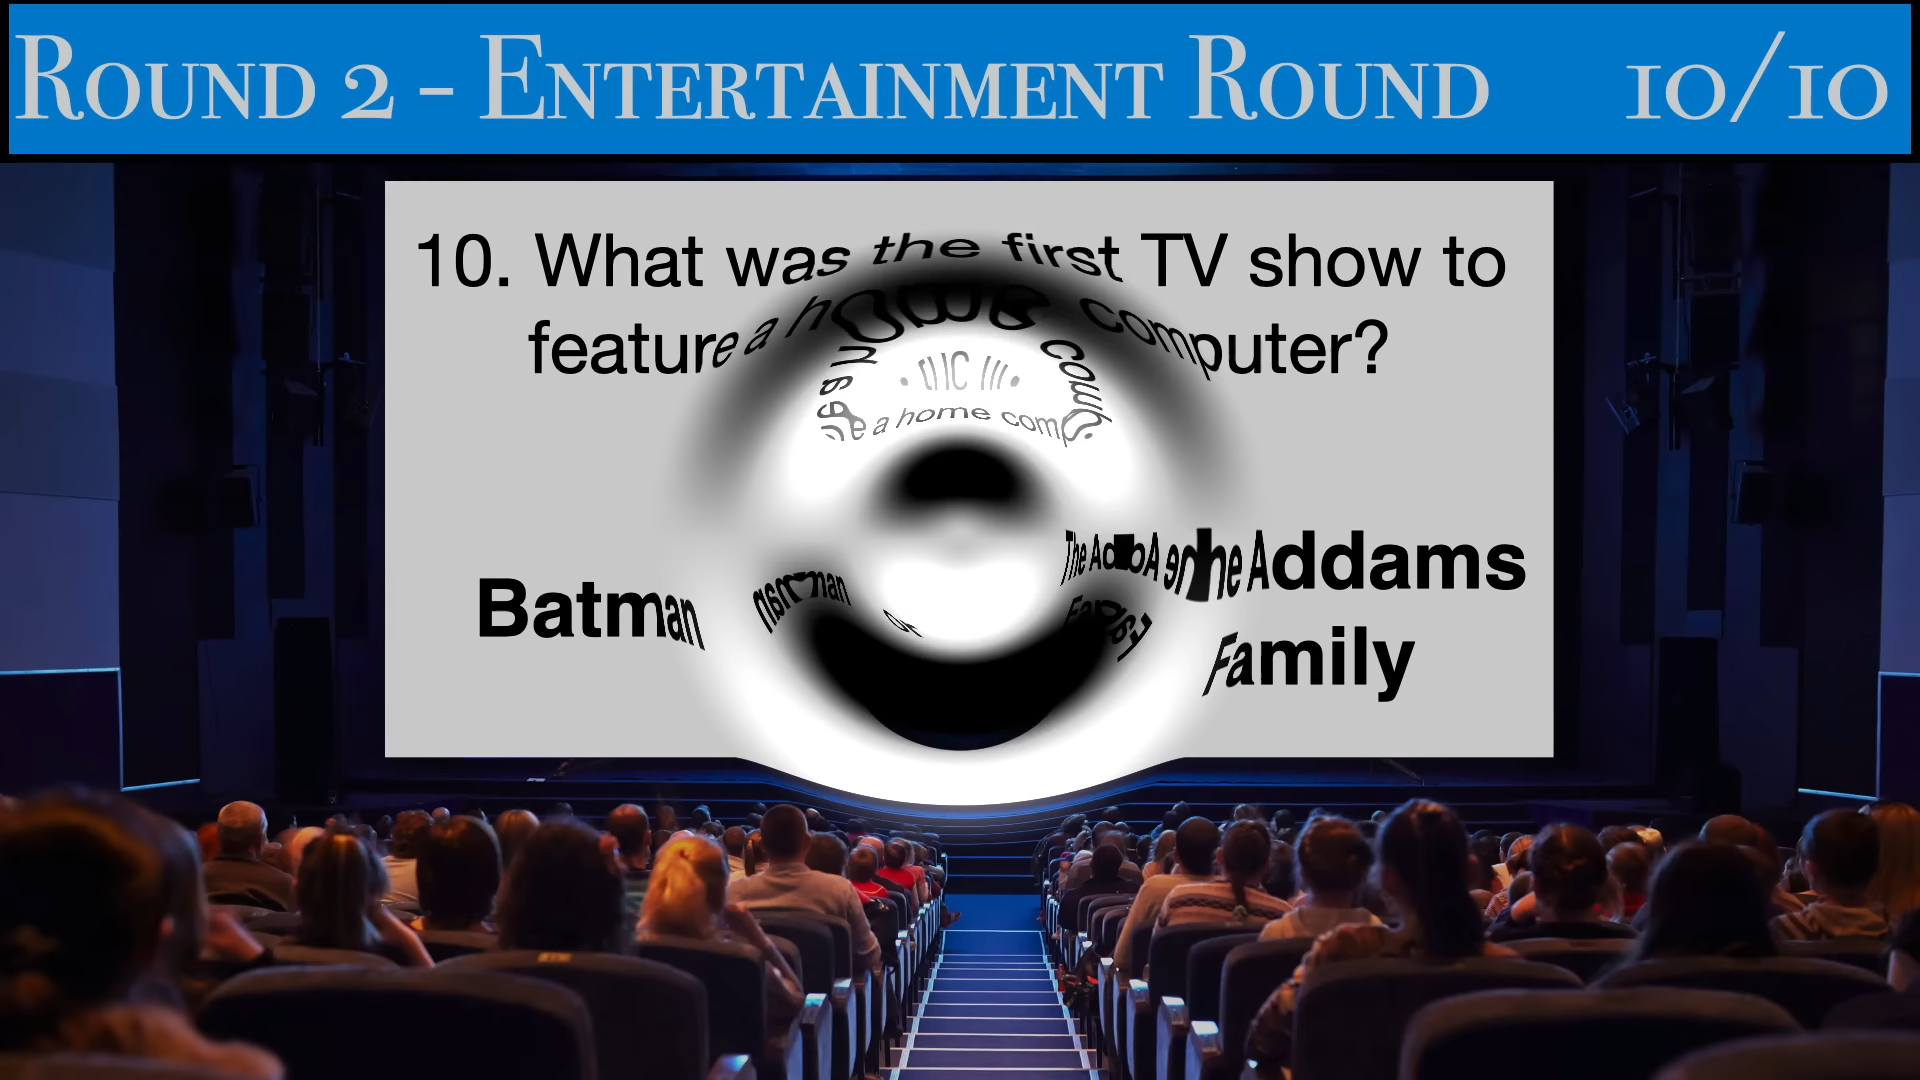 Round 2 - Entertainment Round 10/10
10. What was the first TV show to
feature a home computer?
Batman
or
The Addams
Family